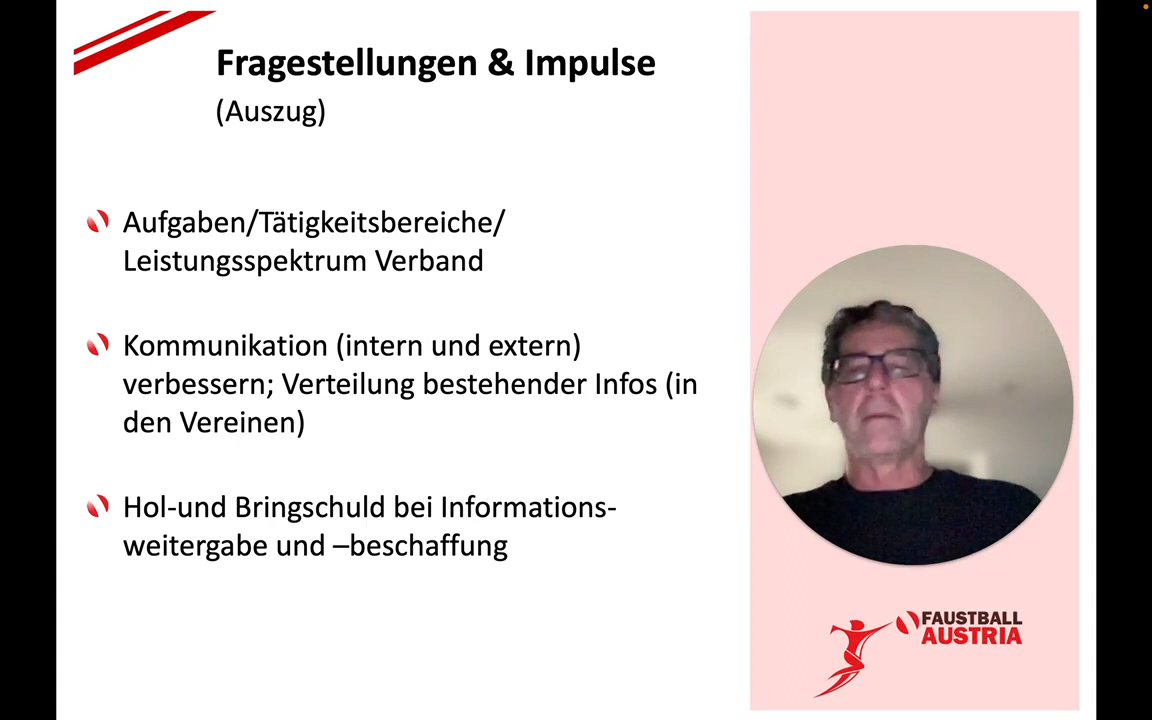 Fragestellungen & Impulse
(Auszug)
Aufgaben/Tätigkeitsbereiche/
Leistungsspektrum Verband
Kommunikation (intern und extern)
verbessern; Verteilung bestehender Infos (in
den Vereinen)
Hol-und Bringschuld bei Informations-
weitergabe und –beschaffung
FAUSTBALL
AUSTRIA